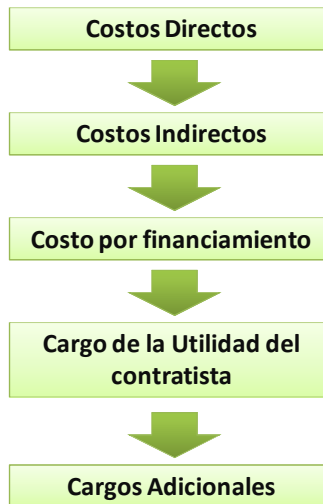 Costos Directos
Costos Indirectos
Costo por financiamiento
Cargo de la Utilidad del
contratista
Cargos Adicionales